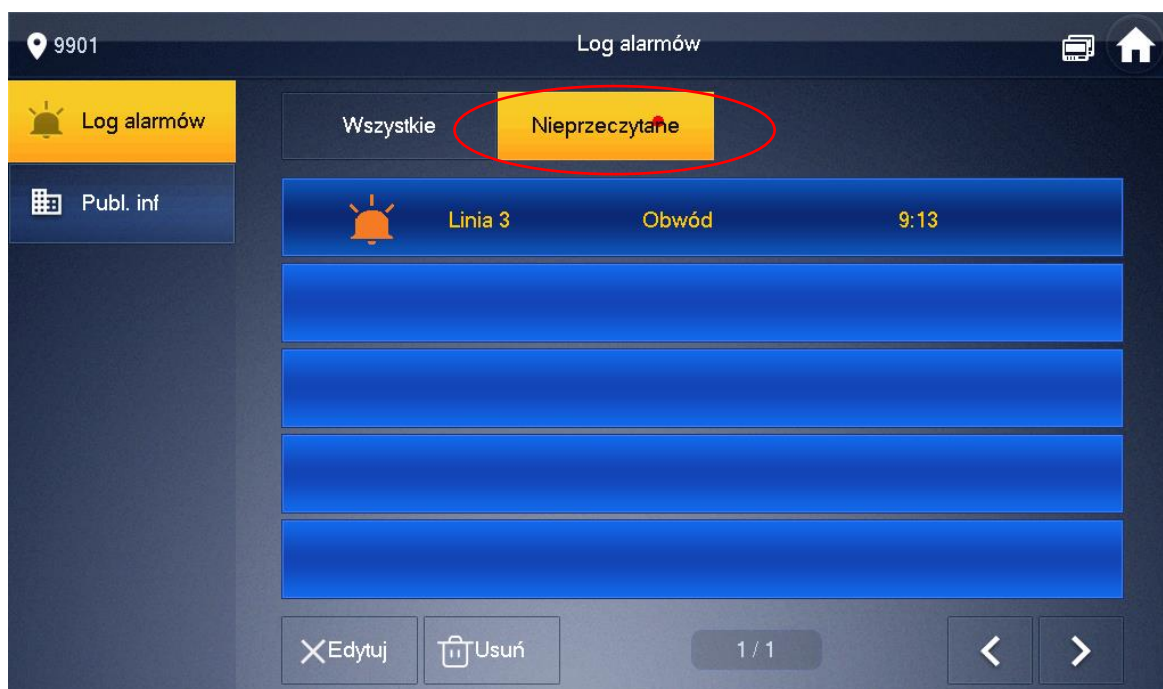 9901 Log alarmów
Log alarmów
Publ. inf
Wszystkie Nieprzeczytane
Linia 3 Obwód 9:13
Edytuj Usuń 1 / 1